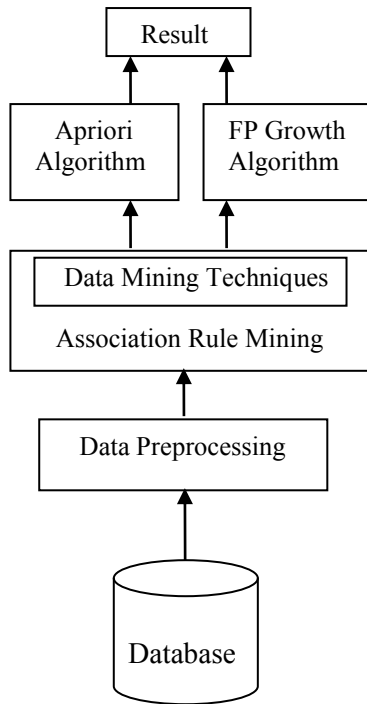 Result
Apriori
Algorithm
FP Growth
Algorithm
Data Mining Techniques
Association Rule Mining
Data Preprocessing
Database